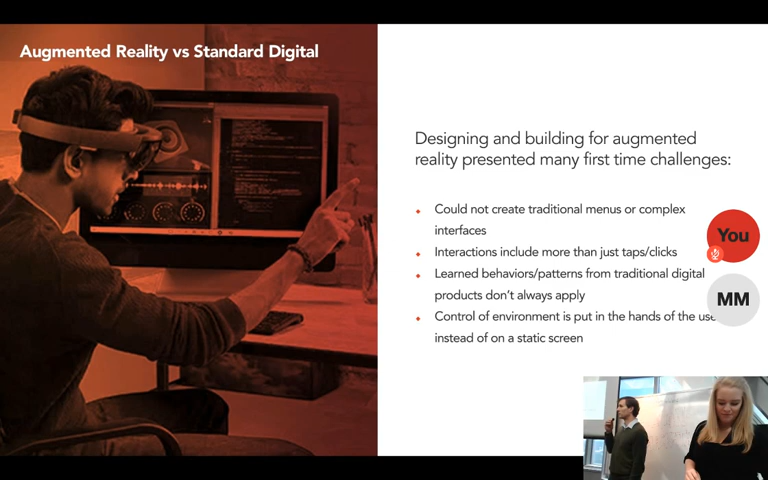 Augmented Reality vs Standard Digital
Designing and building for augmented
reality presented many first time challenges:
Could not create traditional menus or complex
interfaces
Interactions include more than just taps/clicks
Learned behaviors/patterns from traditional digital
products don't always apply
Control of environment is put in the hands of the use
instead of on a static screen
You
MM